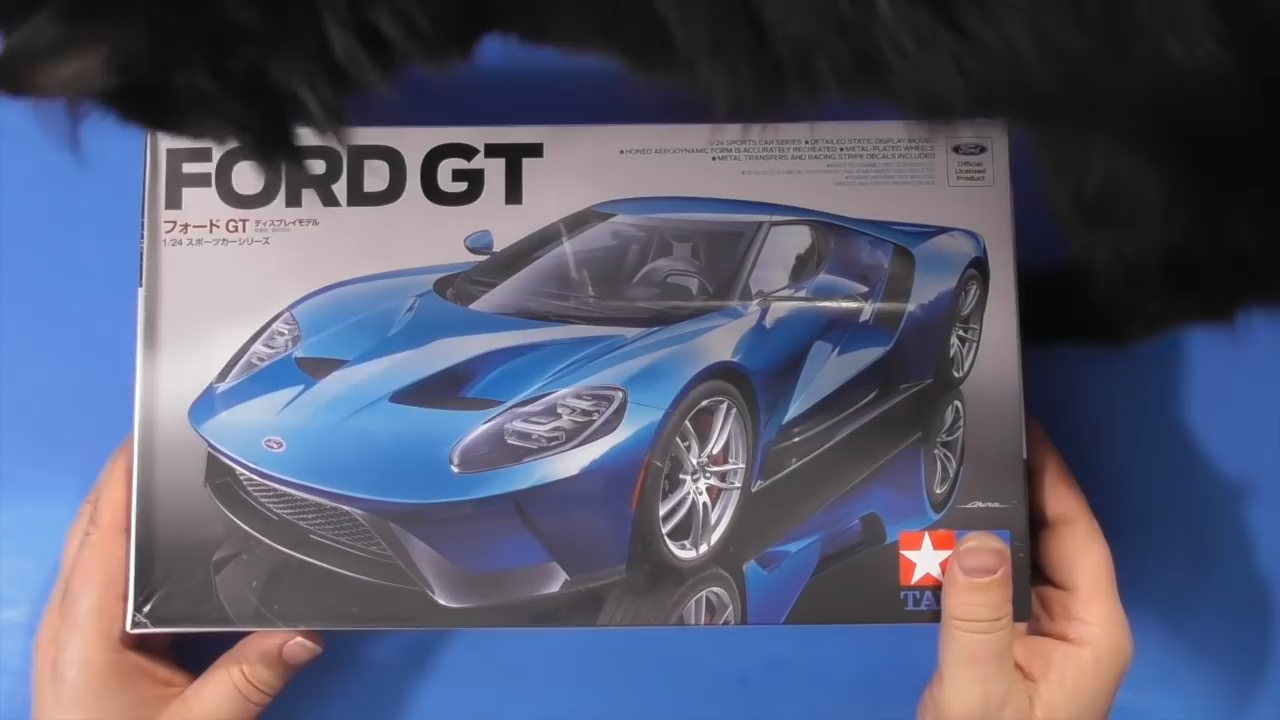 FORD GT
フォード GT ディスプレイモデル
1/24 スポーツカーシリーズ
1/24 SPORTS CAR SERIES ★DETAILED STATIC DISPLAY MODEL
★HONED AERODYNAMIC FORM IS ACCURATELY RECREATED ★METAL-PLATED WHEELS
★METAL TRANSFERS AND RACING STRIPE DECALS INCLUDED
Ford
Official
Licensed
Product
TA